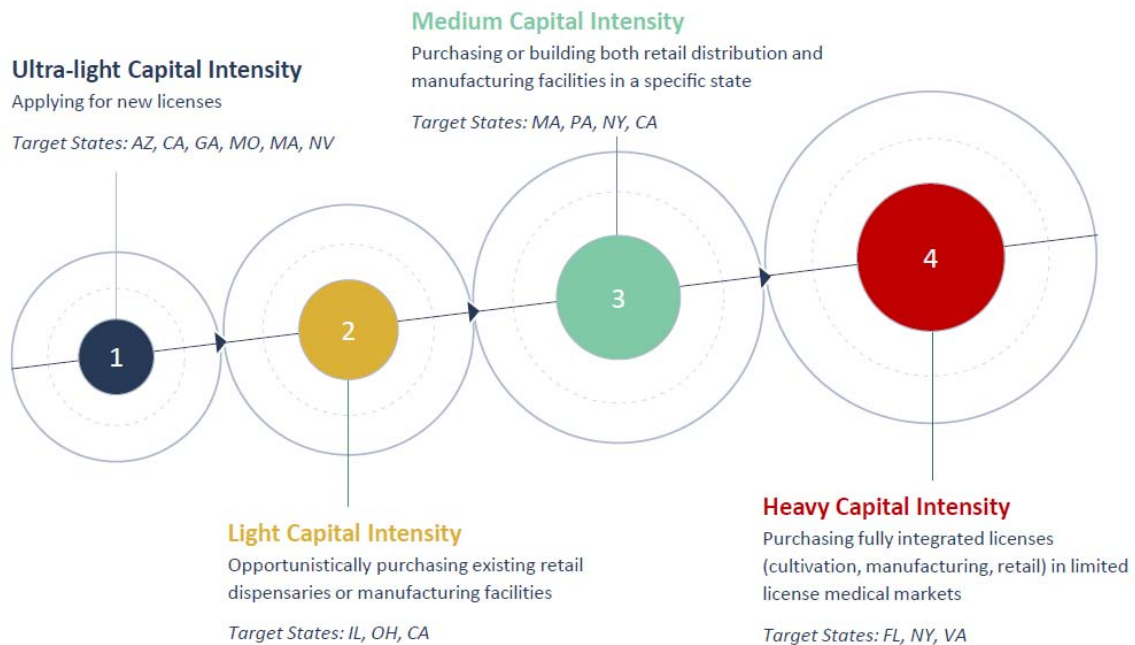 Ultra-light Capital Intensity
Applying for new licenses
Target States: AZ, CA, GA, MO, MA, NV
Medium Capital Intensity
Purchasing or building both retail distribution and
manufacturing facilities in a specific state
Target States: MA, PA, NY, CA
1
2
3
4
Light Capital Intensity
Opportunistically purchasing existing retail
dispensaries or manufacturing facilities
Target States: IL, OH, CA
Heavy Capital Intensity
Purchasing fully integrated licenses
(cultivation, manufacturing, retail) in limited
license medical markets
Target States: FL, NY, VA